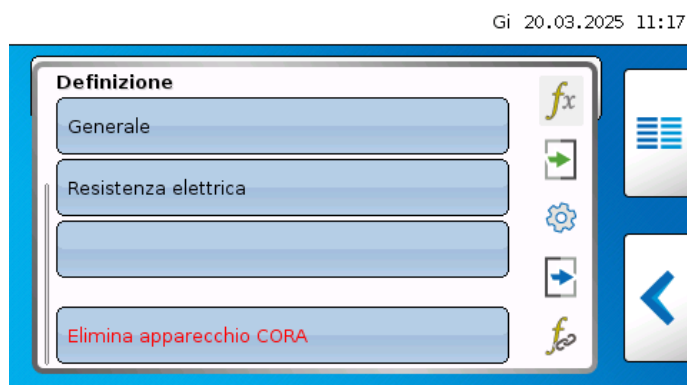 Gi 20.03.2025 11:17
Definizione
Generale
Resistenza elettrica
Elimina apparecchio CORA